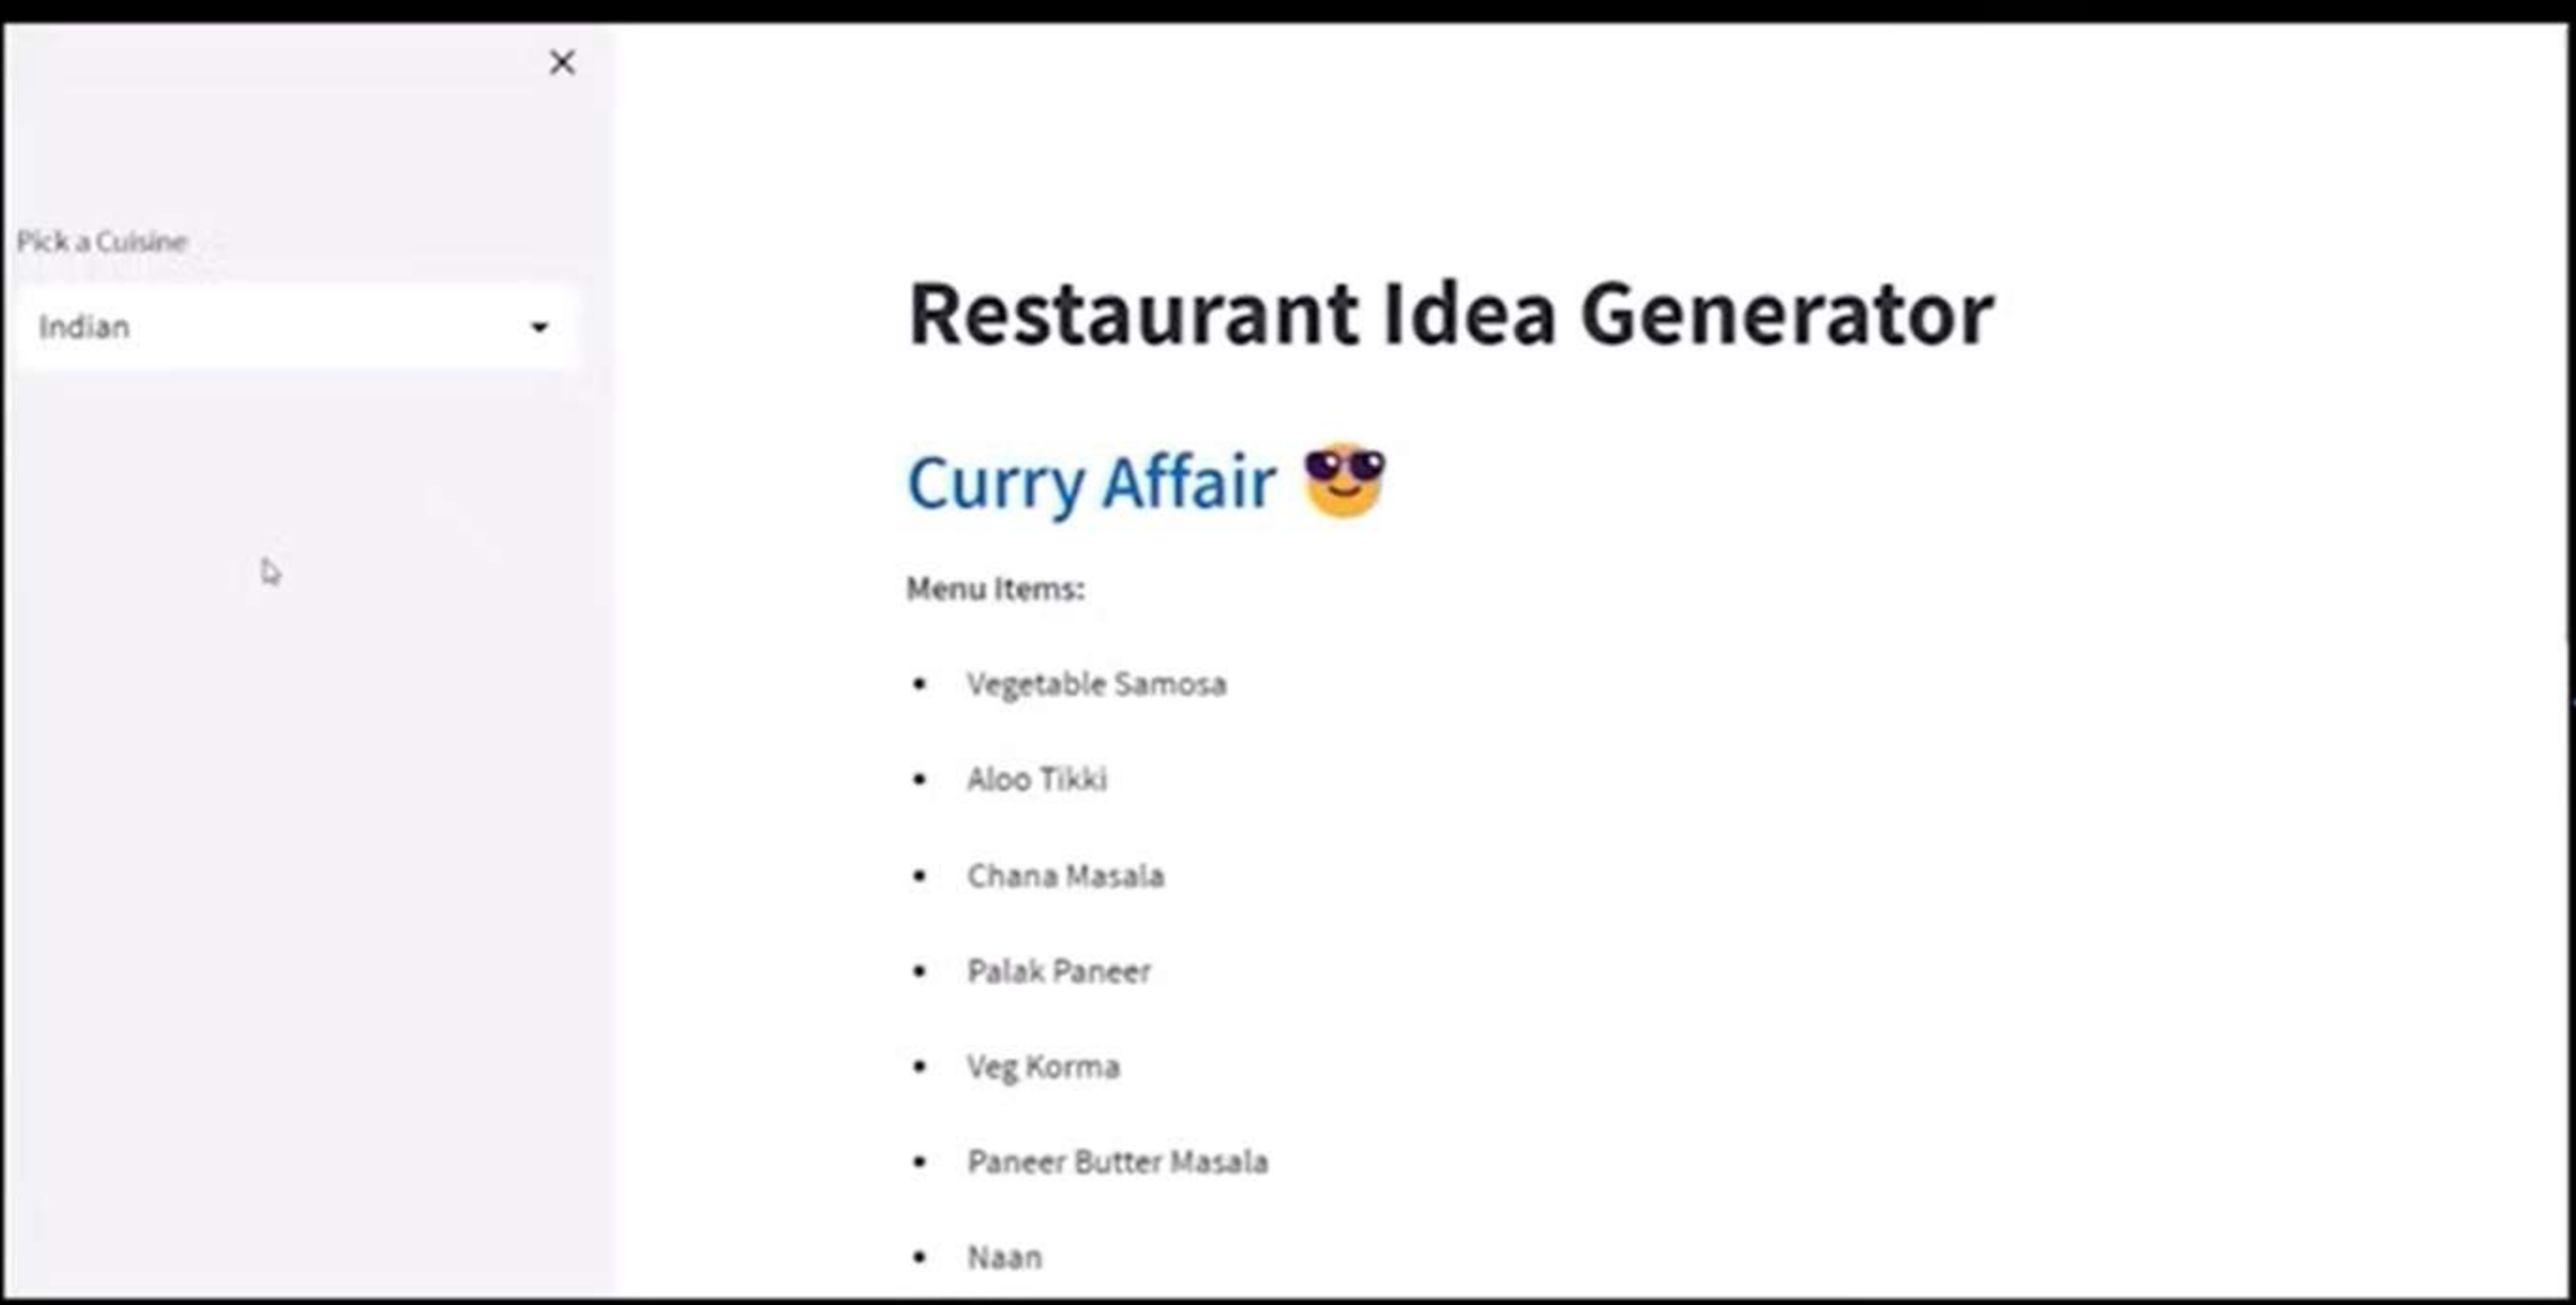 Pick a Cuisine
Indian
Restaurant Idea Generator
Curry Affair 😎
Menu Items:
• Vegetable Samosa
• Aloo Tikki
• Chana Masala
• Palak Paneer
• Veg Korma
• Paneer Butter Masala
• Naan